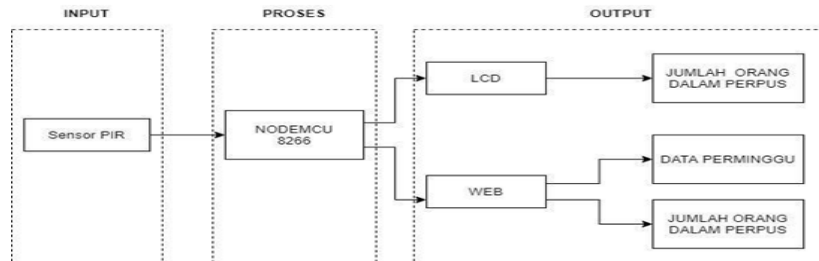 INPUT
PROSES
OUTPUT
Sensor PIR
NODEMCU
8266
LCD
JUMLAH ORANG
DALAM PERPUS
WEB
DATA PERMINGGU
JUMLAH ORANG
DALAM PERPUS